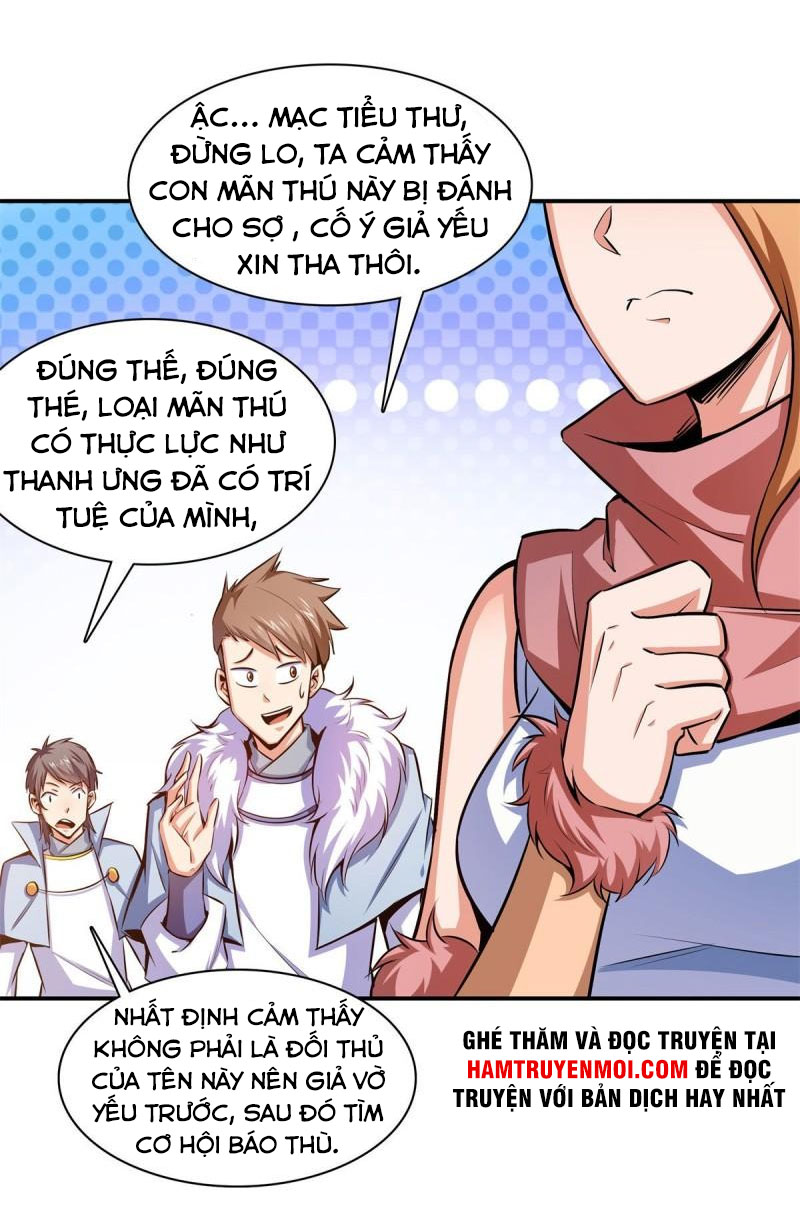 ẬC... MẠC TIỂU THƯ,
ĐỪNG LO, TA CẢM THẤY
CON MÃN THÚ NÀY BỊ ĐÁNH
CHO SỢ , CỐ Ý GIẢ YẾU
XIN THA THÔI.
ĐÚNG THẾ, ĐÚNG
THÉ, LOẠI MÃN THÚ
CÓ THỰC LỰC NHƯ
THANH ƯNG ĐÃ CÓ TRÍ
TUỆ CỦA MÌNH,
NHẤT ĐỊNH CẢM THẤY
KHÔNG PHẢI LÀ ĐỐI THỦ
CỦA TÊN NÀY NÊN GIẢ VỜ
YẾU TRƯỚC, SAU ĐÓ TÌM
CƠ HỘI BÁO THÙ.
GHÉ THĂM VÀ ĐỌC TRUYỆN TẠI
HAMTRUYENMOI.COM ĐỂ ĐỌC
TRUYỆN VỚI BẢN DỊCH HAY NHẤT